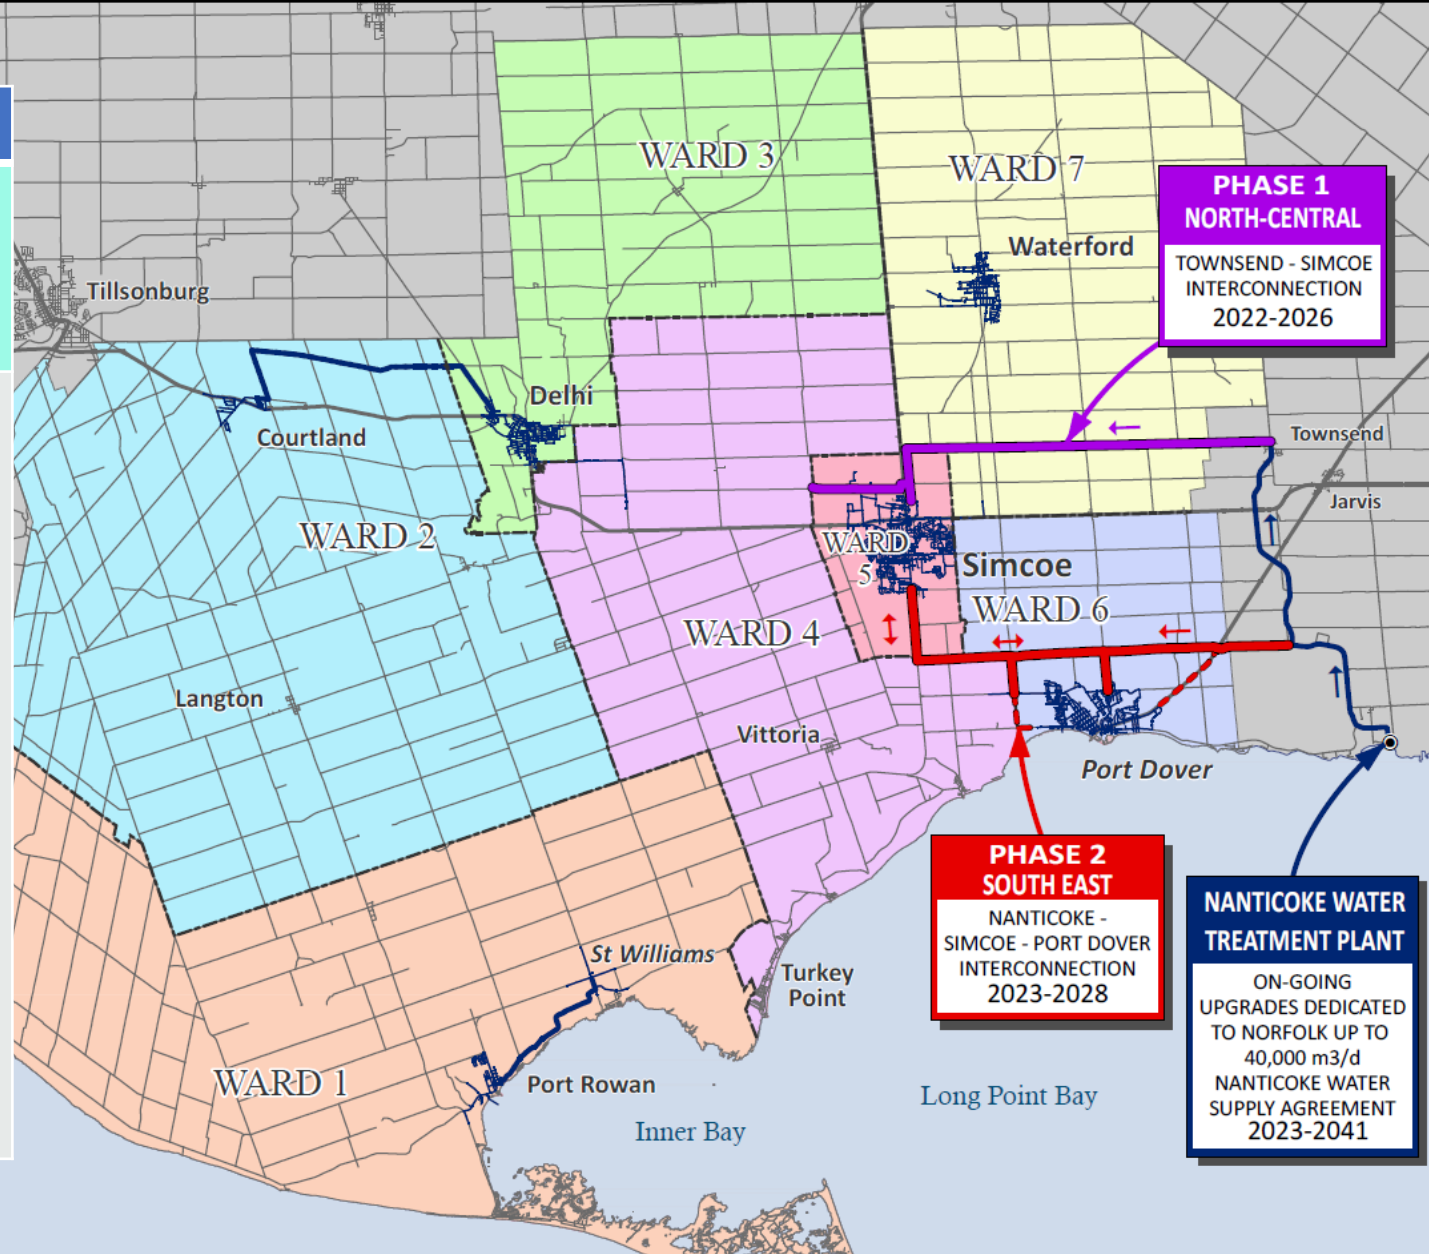 WARD 3
WARD 7
PHASE 1
NORTH-CENTRAL
TOWNSEND - SIMCOE
INTERCONNECTION
2022-2026
Waterford
Tillsonburg
Delhi
Courtland
Townsend
Jarvis
WARD 2
WARD
5
Simcoe
WARD 6
WARD 4
Langton
Vittoria
Port Dover
PHASE 2
SOUTH EAST
NANTICOKE -
SIMCOE - PORT DOVER
INTERCONNECTION
2023-2028
NANTICOKE WATER
TREATMENT PLANT
ON-GOING
UPGRADES DEDICATED
TO NORFOLK UP TO
40,000 m3/d
NANTICOKE WATER
SUPPLY AGREEMENT
2023-2041
St Williams
Turkey
Point
WARD 1
Port Rowan
Long Point Bay
Inner Bay